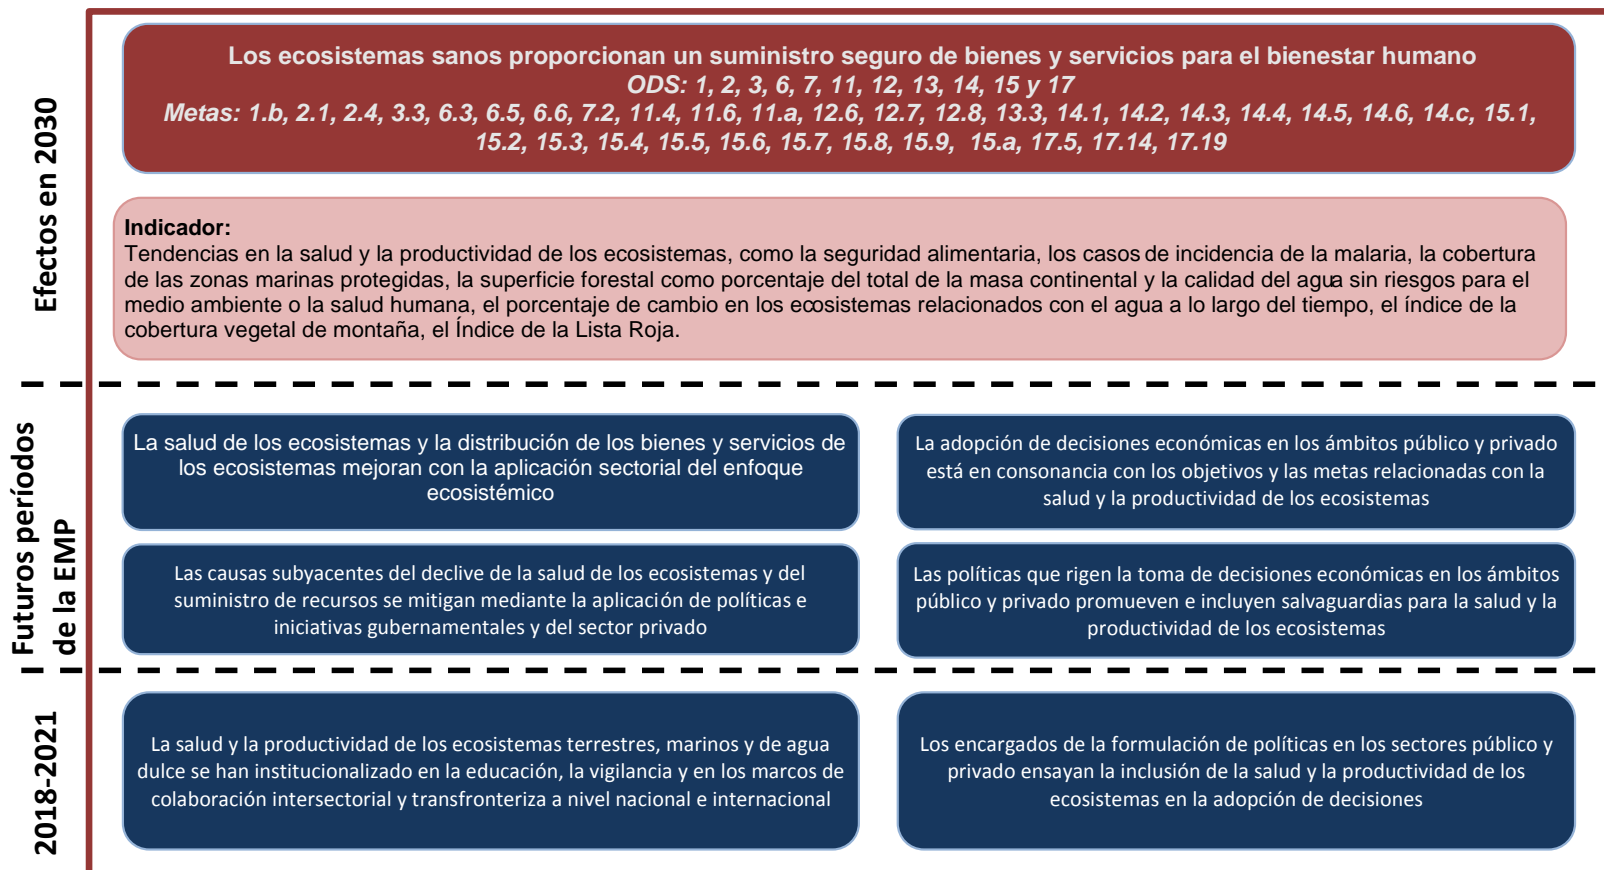 Efectos en 2030
Los ecosistemas sanos proporcionan un suministro seguro de bienes y servicios para el bienestar humano
ODS: 1, 2, 3, 6, 7, 11, 12, 13, 14, 15 y 17
Metas: 1.b, 2.1, 2.4, 3.3, 6.3, 6.5, 6.6, 7.2, 11.4, 11.6, 11.a, 12.6, 12.7, 12.8, 13.3, 14.1, 14.2, 14.3, 14.4, 14.5, 14.6, 14.c, 15.1,
15.2, 15.3, 15.4, 15.5, 15.6, 15.7, 15.8, 15.9, 15.a, 17.5, 17.14, 17.19
Indicador:
Tendencias en la salud y la productividad de los ecosistemas, como la seguridad alimentaria, los casos de incidencia de la malaria, la cobertura
de las zonas marinas protegidas, la superficie forestal como porcentaje del total de la masa continental y la calidad del agua sin riesgos para el
medio ambiente o la salud humana, el porcentaje de cambio en los ecosistemas relacionados con el agua a lo largo del tiempo, el índice de la
cobertura vegetal de montaña, el Índice de la Lista Roja.
Futuros períodos
de la EMP
La salud de los ecosistemas y la distribución de los bienes y servicios de
los ecosistemas mejoran con la aplicación sectorial del enfoque
ecosistémico
La adopción de decisiones económicas en los ámbitos público y privado
está en consonancia con los objetivos y las metas relacionadas con la
salud y la productividad de los ecosistemas
Las causas subyacentes del declive de la salud de los ecosistemas y del
suministro de recursos se mitigan mediante la aplicación de políticas e
iniciativas gubernamentales y del sector privado
Las políticas que rigen la toma de decisiones económicas en los ámbitos
público y privado promueven e incluyen salvaguardias para la salud y la
productividad de los ecosistemas
2018-2021
La salud y la productividad de los ecosistemas terrestres, marinos y de agua
dulce se han institucionalizado en la educación, la vigilancia y en los marcos de
colaboración intersectorial y transfronteriza a nivel nacional e internacional
Los encargados de la formulación de políticas en los sectores público y
privado ensayan la inclusión de la salud y la productividad de los
ecosistemas en la adopción de decisiones